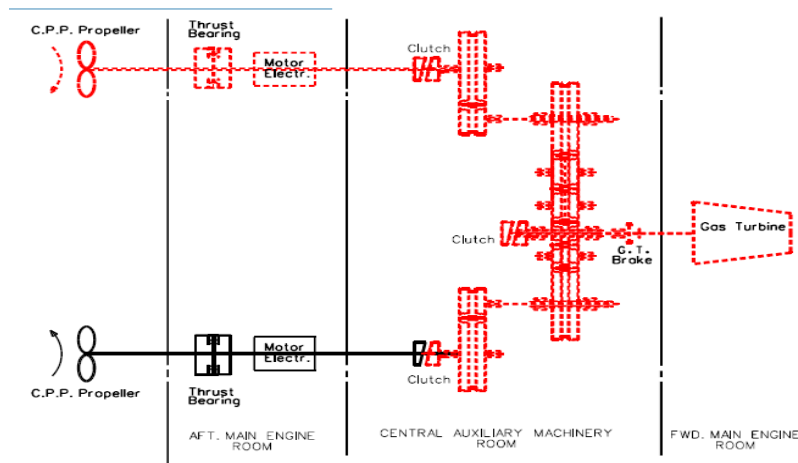 C.P.P. Propeller
Thrust
Bearing
Motor
Electr.
Clutch
Clutch
G.T.
Brake
Gas Turbine
Motor
Electr.
Clutch
C.P.P. Propeller
Thrust
Bearing
AFT. MAIN ENGINE
ROOM
CENTRAL AUXILIARY MACHINERY
ROOM
FWD. MAIN ENGINE
ROOM